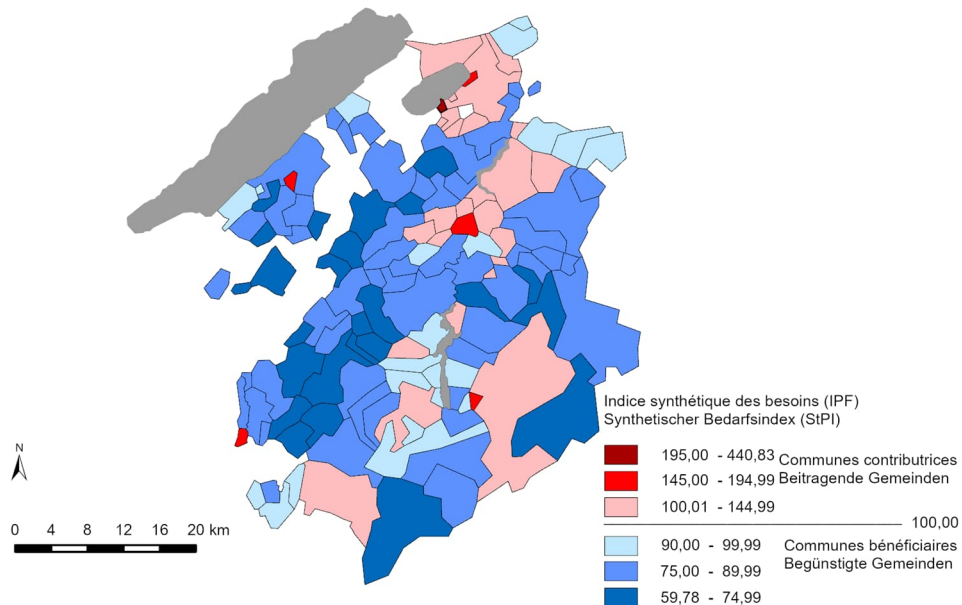 Indice synthétique des besoins (IPF)
Synthetischer Bedarfsindex (StPI)
195,00 - 440,83
145,00 - 194,99
100,01 - 144,99
Communes contributrices
Beitragende Gemeinden
100,00
90,00 - 99,99
75,00 - 89,99
59,78 - 74,99
Communes bénéficiaires
Begünstigte Gemeinden
N
0 4 8 12 16 20 km